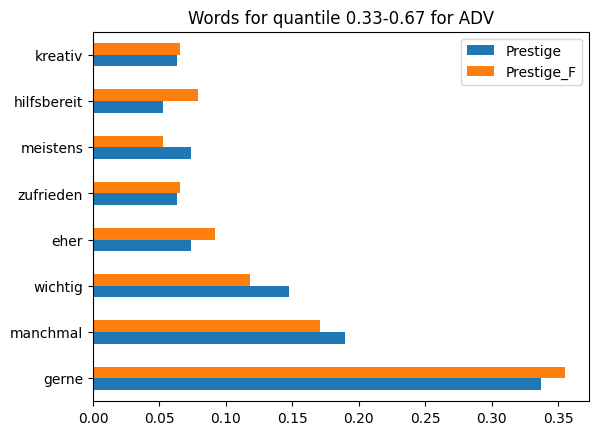 Words for quantile 0.33-0.67 for ADV
Prestige
Prestige_F
kreativ
hilfsbereit
meistens
zufrieden
eher
wichtig
manchmal
gerne
0.00 0.05 0.10 0.15 0.20 0.25 0.30 0.35